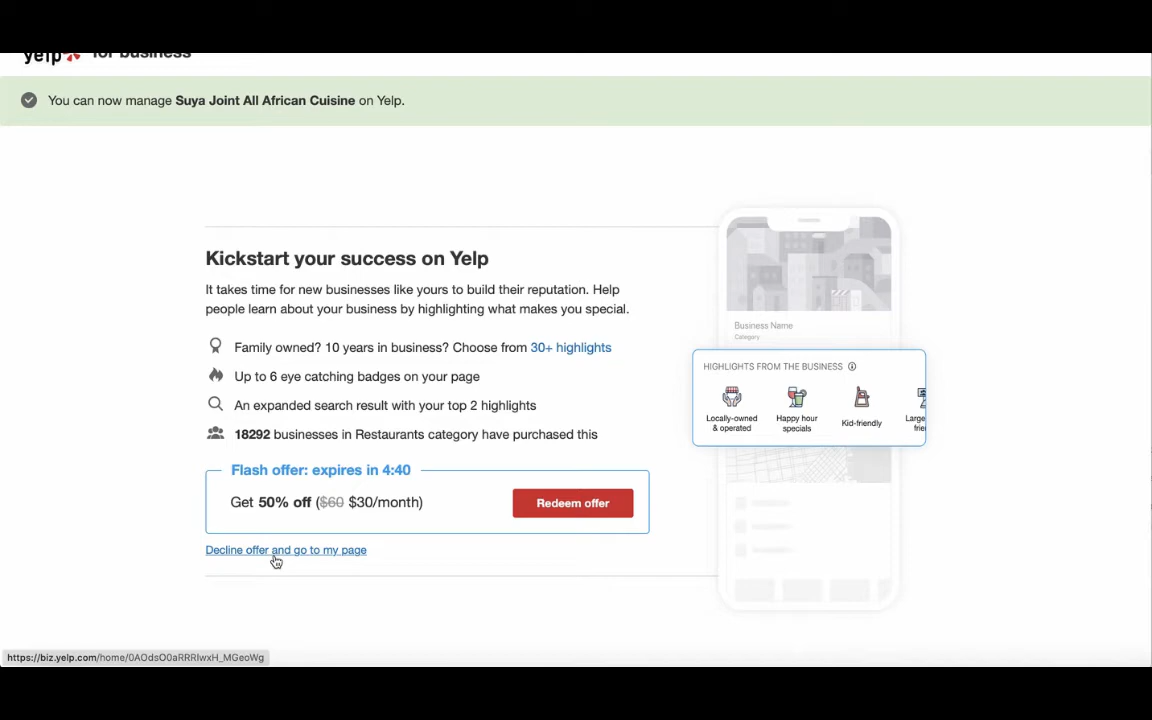 yelp for business
You can now manage Suya Joint All African Cuisine on Yelp.
Kickstart your success on Yelp
It takes time for new businesses like yours to build their reputation. Help
people learn about your business by highlighting what makes you special.
Family owned? 10 years in business? Choose from 30+ highlights
Up to 6 eye catching badges on your page
An expanded search result with your top 2 highlights
18292 businesses in Restaurants category have purchased this
Flash offer: expires in 4:40
Get 50% off ($60 $30/month)
Redeem offer
Decline offer and go to my page
Business Name
Category
HIGHLIGHTS FROM THE BUSINESS
Locally-owned
& operated
Happy hour
specials
Kid-friendly
Large
https://biz.yelp.com/home/0AOdsO0aRRRIwxH_MGeoWg